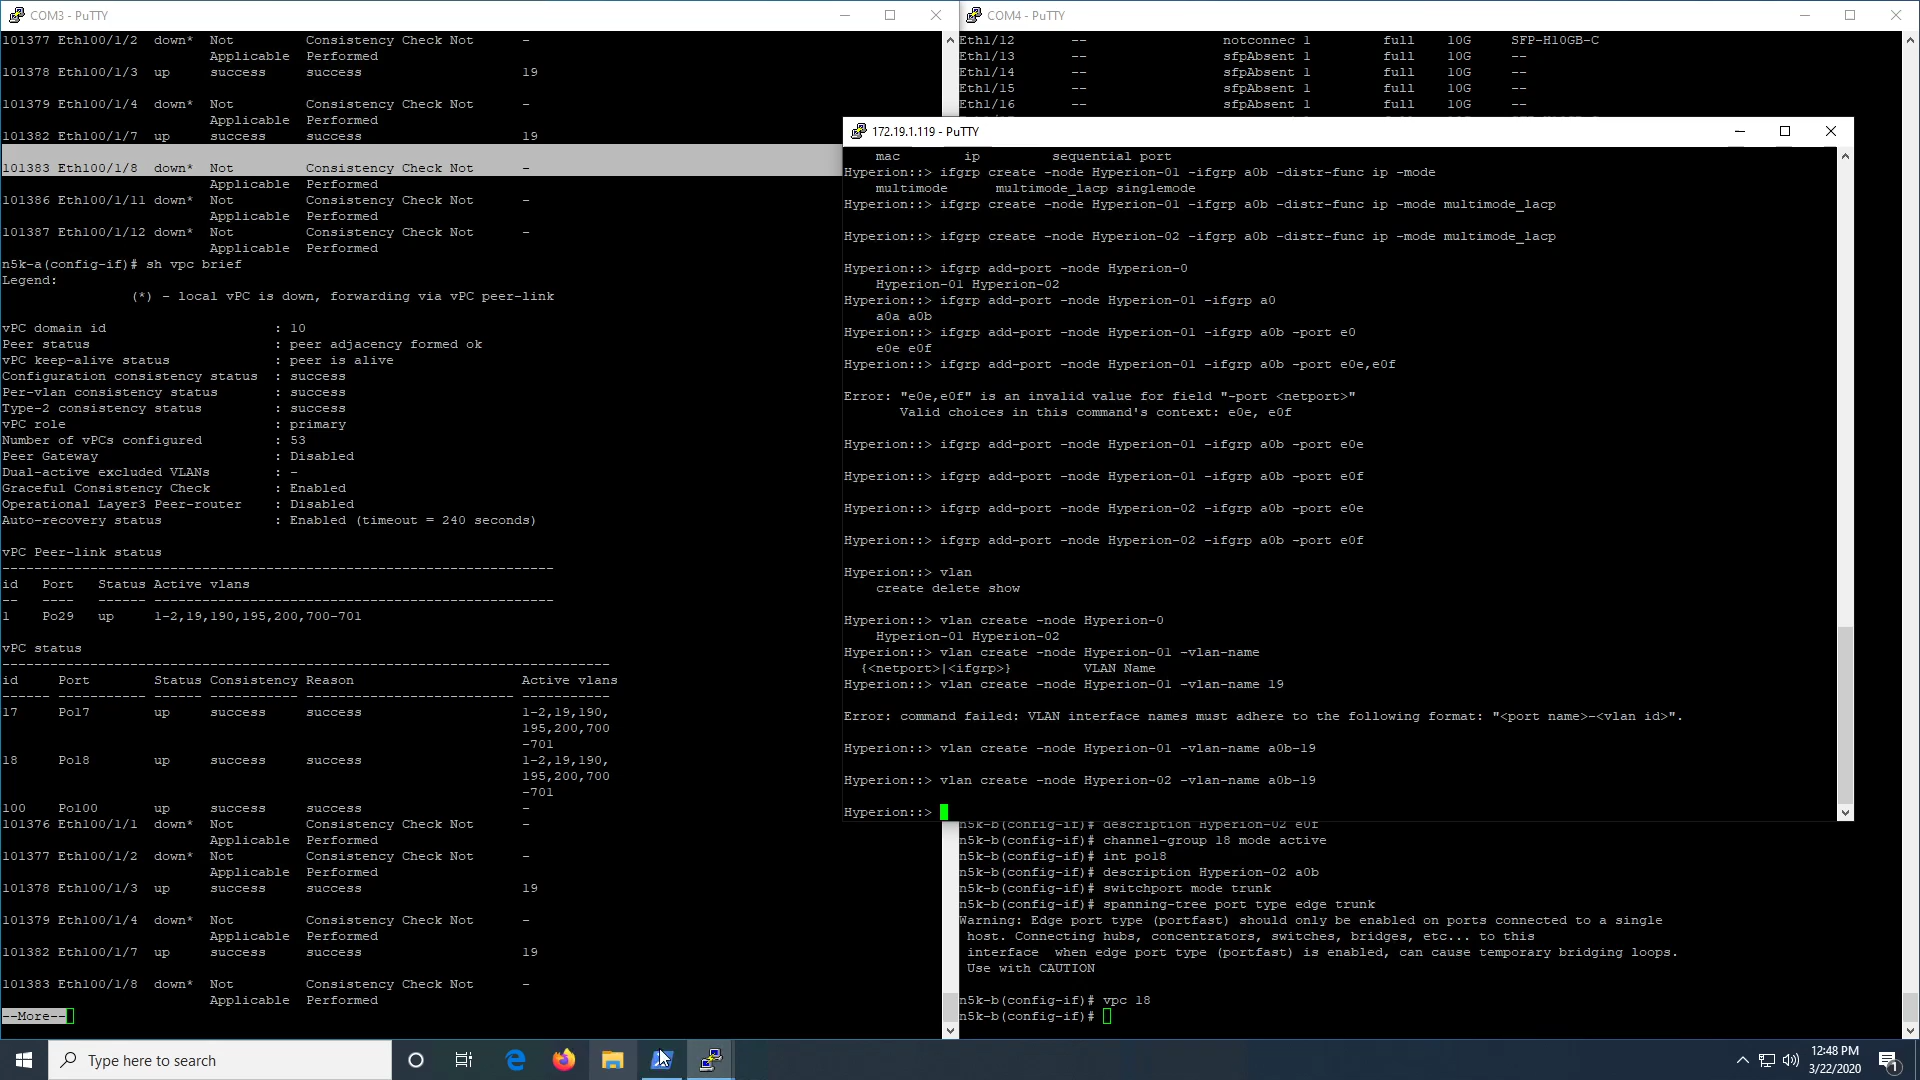 COM3 - PuTTY
101377 Eth100/1/2  down*  Not       Consistency Check Not      -
Applicable Performed
101378 Eth100/1/3  up     success   success                    19
101379 Eth100/1/4  down*  Not       Consistency Check Not      -
Applicable Performed
101382 Eth100/1/7  up     success   success                    19
101383 Eth100/1/8  down*  Not       Consistency Check Not      -
Applicable Performed
101386 Eth100/1/11 down*  Not       Consistency Check Not      -
Applicable Performed
101387 Eth100/1/12 down*  Not       Consistency Check Not      -
Applicable Performed
n5k-a(config-if)# sh vpc brief
Legend:
(*) - local vPC is down, forwarding via vPC peer-link
vPC domain id                     : 10
Peer status                       : peer adjacency formed ok
vPC keep-alive status             : peer is alive
Configuration consistency status  : success
Per-vlan consistency status       : success
Type-2 consistency status         : success
vPC role                          : primary
Number of vPCs configured         : 53
Peer Gateway                      : Disabled
Dual-active excluded VLANs        : -
Graceful Consistency Check        : Enabled
Operational Layer3 Peer-router    : Disabled
Auto-recovery status              : Enabled (timeout = 240 seconds)
vPC Peer-link status
---------------------------------------------------------------------
id   Port   Status Active vlans
--   ----   ------ --------------------------------------------------
1    Po29   up     1-2,19,190,195,200,700-701
vPC status
----------------------------------------------------------------------------
id     Port        Status Consistency Reason                     Active vlans
------ ----------- ------ ----------- -------------------------- -----------
17     Po17        up     success     success                    1-2,19,190,
195,200,700
-701
18     Po18        up     success     success                    1-2,19,190,
195,200,700
-701
100    Po100       up     success     success                    -
101376 Eth100/1/1  down*  Not       Consistency Check Not      -
Applicable Performed
101377 Eth100/1/2  down*  Not       Consistency Check Not      -
Applicable Performed
101378 Eth100/1/3  up     success   success                    19
101379 Eth100/1/4  down*  Not       Consistency Check Not      -
Applicable Performed
101382 Eth100/1/7  up     success   success                    19
101383 Eth100/1/8  down*  Not       Consistency Check Not      -
Applicable Performed
--More--
COM4 - PuTTY
Eth1/12       --                 notconnec 1         full    10G     SFP-H10GB-C
Eth1/13       --                 sfpAbsent 1         full    10G     --
Eth1/14       --                 sfpAbsent 1         full    10G     --
Eth1/15       --                 sfpAbsent 1         full    10G     --
Eth1/16       --                 sfpAbsent 1         full    10G     --
172.19.1.119 - PuTTY
mac        ip         sequential port
Hyperion::> ifgrp create -node Hyperion-01 -ifgrp a0b -distr-func ip -mode
multimode      multimode_lacp singlemode
Hyperion::> ifgrp create -node Hyperion-01 -ifgrp a0b -distr-func ip -mode multimode_lacp
Hyperion::> ifgrp create -node Hyperion-02 -ifgrp a0b -distr-func ip -mode multimode_lacp
Hyperion::> ifgrp add-port -node Hyperion-0
Hyperion-01 Hyperion-02
Hyperion::> ifgrp add-port -node Hyperion-01 -ifgrp a0
a0a a0b
Hyperion::> ifgrp add-port -node Hyperion-01 -ifgrp a0b -port e0
e0e e0f
Hyperion::> ifgrp add-port -node Hyperion-01 -ifgrp a0b -port e0e,e0f
Error: "e0e,e0f" is an invalid value for field "-port <netport>"
Valid choices in this command's context: e0e, e0f
Hyperion::> ifgrp add-port -node Hyperion-01 -ifgrp a0b -port e0e
Hyperion::> ifgrp add-port -node Hyperion-01 -ifgrp a0b -port e0f
Hyperion::> ifgrp add-port -node Hyperion-02 -ifgrp a0b -port e0e
Hyperion::> ifgrp add-port -node Hyperion-02 -ifgrp a0b -port e0f
Hyperion::> vlan
create delete show
Hyperion::> vlan create -node Hyperion-0
Hyperion-01 Hyperion-02
Hyperion::> vlan create -node Hyperion-01 -vlan-name
{<netport>|<ifgrp>}         VLAN Name
Hyperion::> vlan create -node Hyperion-01 -vlan-name 19
Error: command failed: VLAN interface names must adhere to the following format: "<port name>-<vlan id>".
Hyperion::> vlan create -node Hyperion-01 -vlan-name a0b-19
Hyperion::> vlan create -node Hyperion-02 -vlan-name a0b-19
Hyperion::>
n5k-b(config-if)# description Hyperion-02 e0f
n5k-b(config-if)# channel-group 18 mode active
n5k-b(config-if)# int po18
n5k-b(config-if)# description Hyperion-02 a0b
n5k-b(config-if)# switchport mode trunk
n5k-b(config-if)# spanning-tree port type edge trunk
Warning: Edge port type (portfast) should only be enabled on ports connected to a single
host. Connecting hubs, concentrators, switches, bridges, etc... to this
interface  when edge port type (portfast) is enabled, can cause temporary bridging loops.
Use with CAUTION
n5k-b(config-if)# vpc 18
n5k-b(config-if)#
Type here to search
12:48 PM
3/22/2020
1